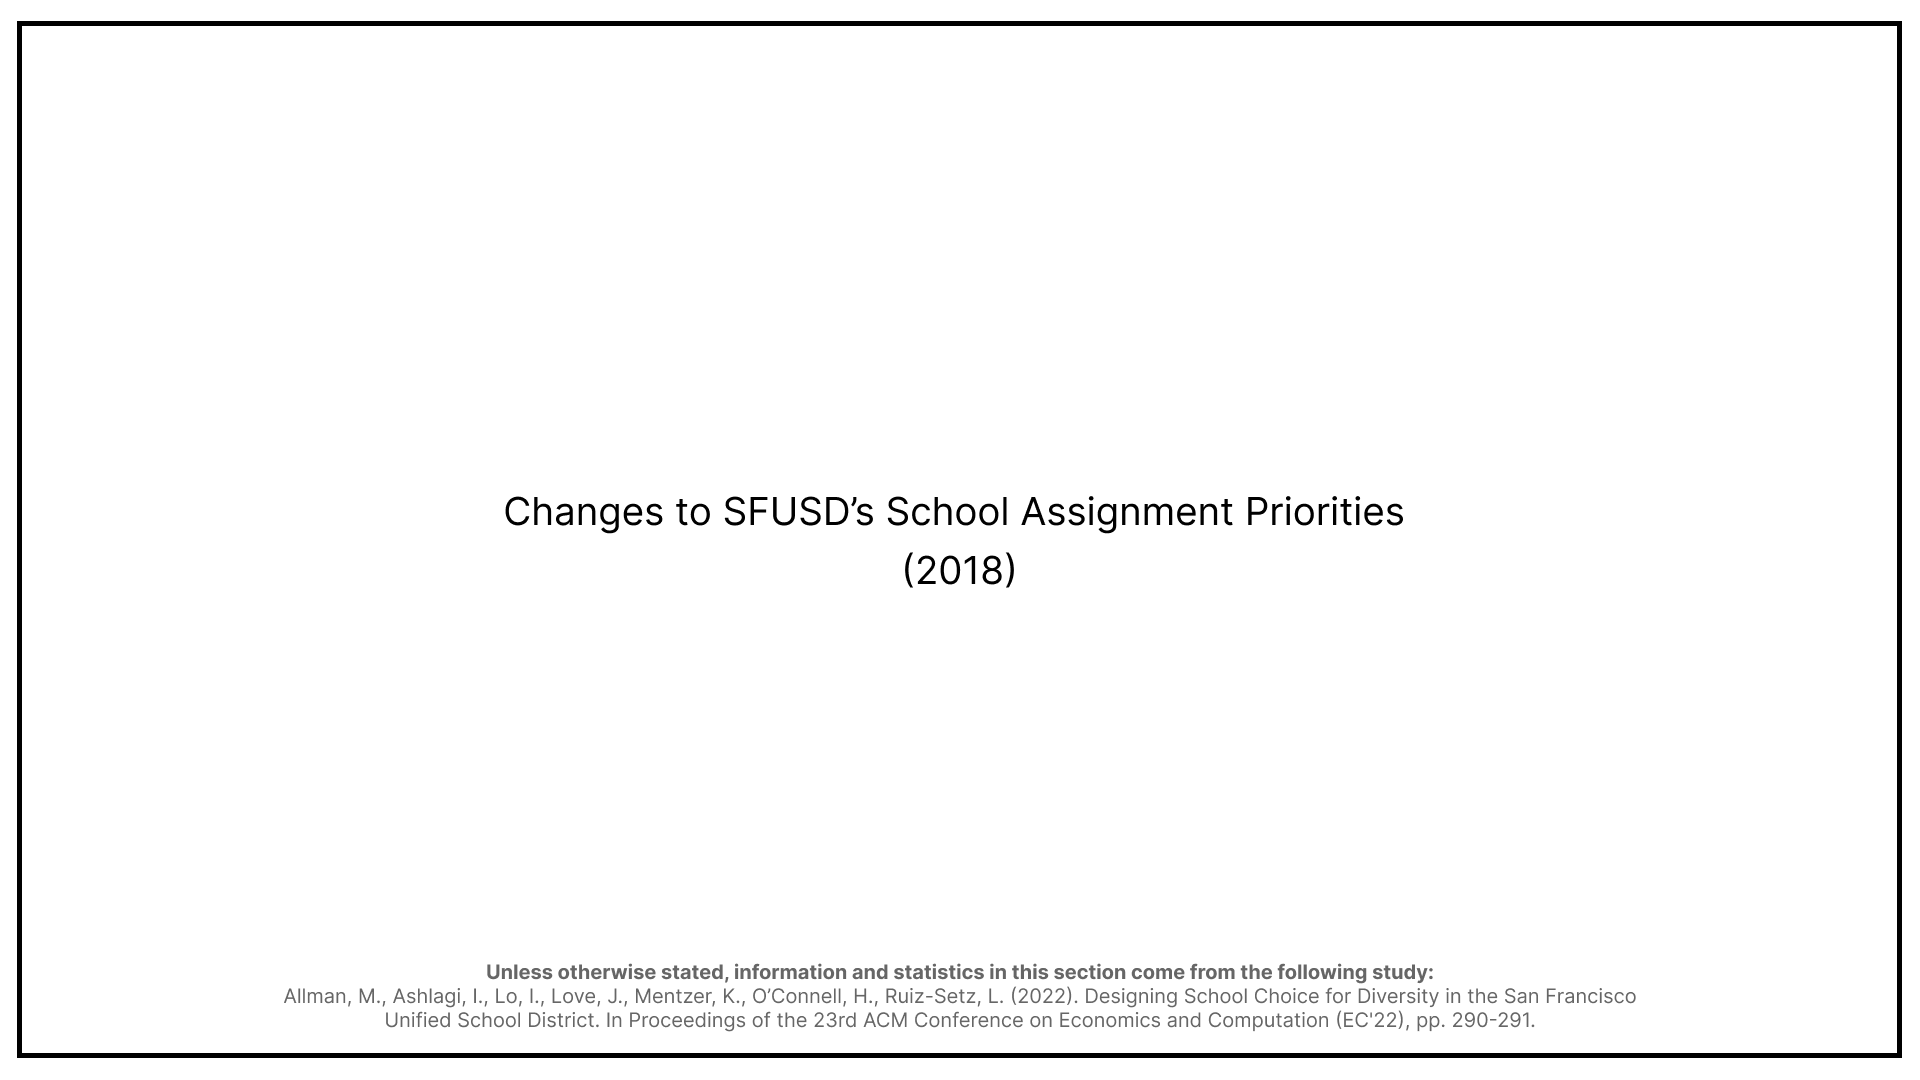 Changes to SFUSD’s School Assignment Priorities
(2018)
Unless otherwise stated, information and statistics in this section come from the following study:
Allman, M., Ashlagi, I., Lo, I., Love, J., Mentzer, K., O’Connell, H., Ruiz-Setz, L. (2022). Designing School Choice for Diversity in the San Francisco
Unified School District. In Proceedings of the 23rd ACM Conference on Economics and Computation (EC'22), pp. 290-291.